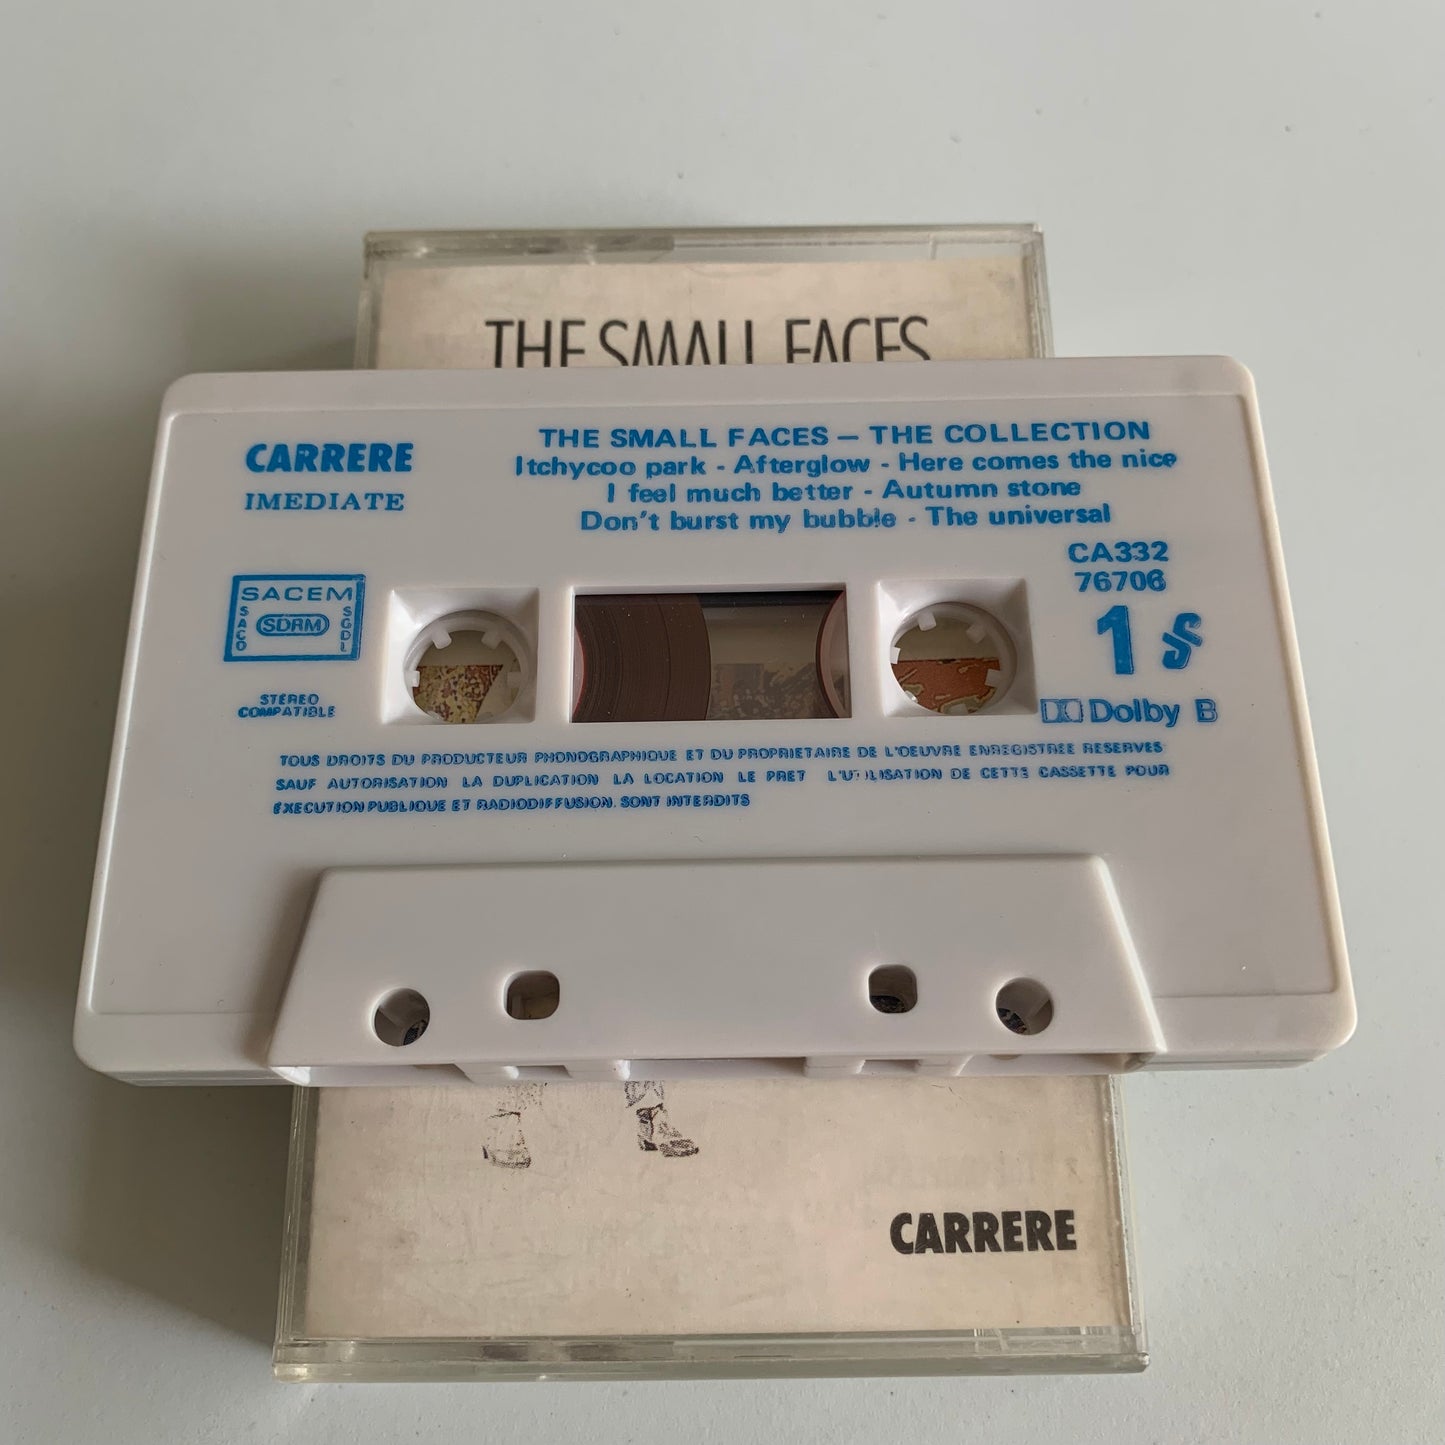 THE SMALL FACES
CARRERE
IMEDIATE
THE SMALL FACES – THE COLLECTION
Itchycoo park - Afterglow - Here comes the nice
I feel much better - Autumn stone
Don't burst my bubble - The universal
CA332
76706
1
SACEM
SACO
SDRM
SGDL
STEREO
COMPATIBLE
Dolby B
TOUS DROITS DU PRODUCTEUR PHONOGRAPHIQUE ET DU PROPRIETAIRE DE L'OEUVRE ENREGISTREE RESERVES
SAUF AUTORISATION LA DUPLICATION LA LOCATION LE PRET L'UTILISATION DE CETTE CASSETTE POUR
EXECUTION PUBLIQUE ET RADIODIFFUSION. SONT INTERDITS
CARRERE